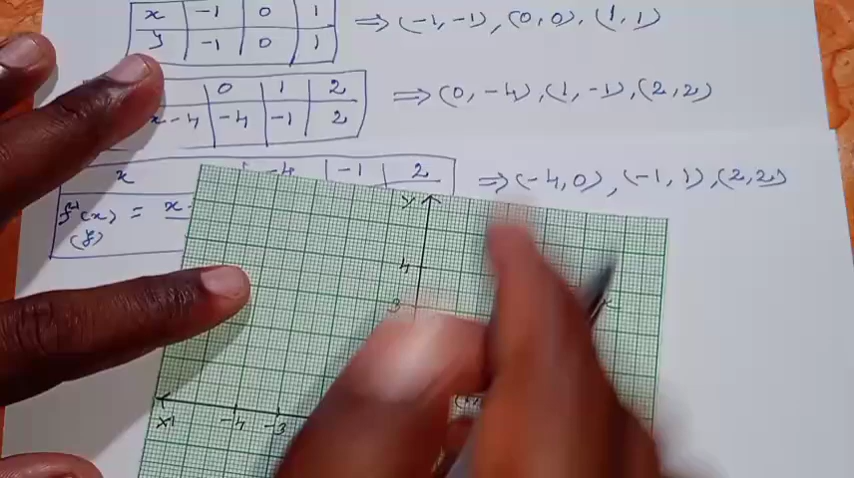 x -1 0 1 ⟹ (-1, -1), (0, 0), (1, 1)
y -1 0 1
0 1 2 ⟹ (0, -4), (1, -1), (2, 2)
x-4 -4 -1 2
x -4 -1 2 ⟹ (-4, 0), (-1, 1), (2, 2)
f⁻¹(x) = x
(y)
y
4
3
x' -4 -3